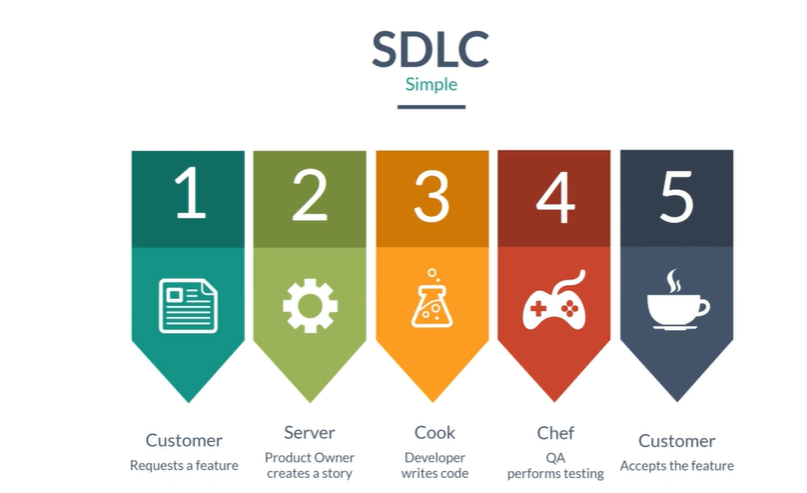 SDLC
Simple
1
2
3
4
5
Customer
Requests a feature
Server
Product Owner
creates a story
Cook
Developer
writes code
Chef
QA
performs testing
Customer
Accepts the feature